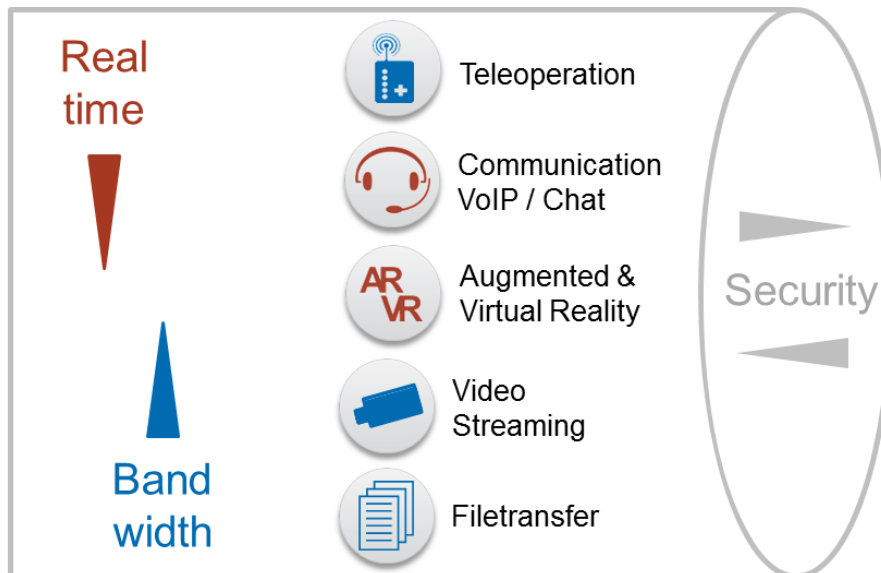 Real
time
Teleoperation
Communication
VoIP / Chat
AR
VR
Augmented &
Virtual Reality
Security
Video
Streaming
Band
width
Filetransfer